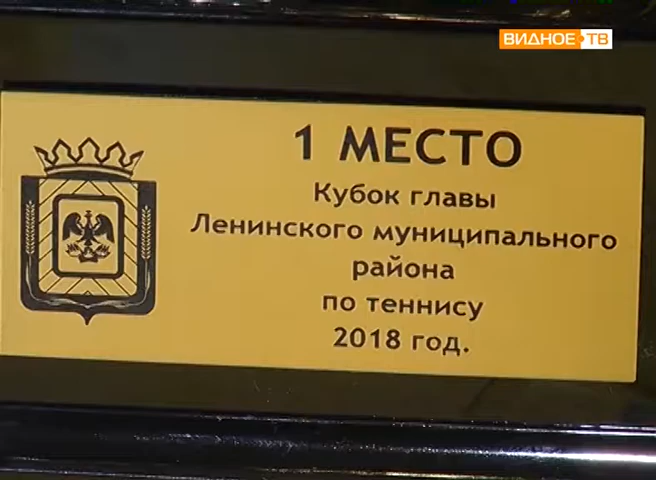 ВИДНОЕ ТВ
1 МЕСТО
Кубок главы
Ленинского муниципального
района
по теннису
2018 год.